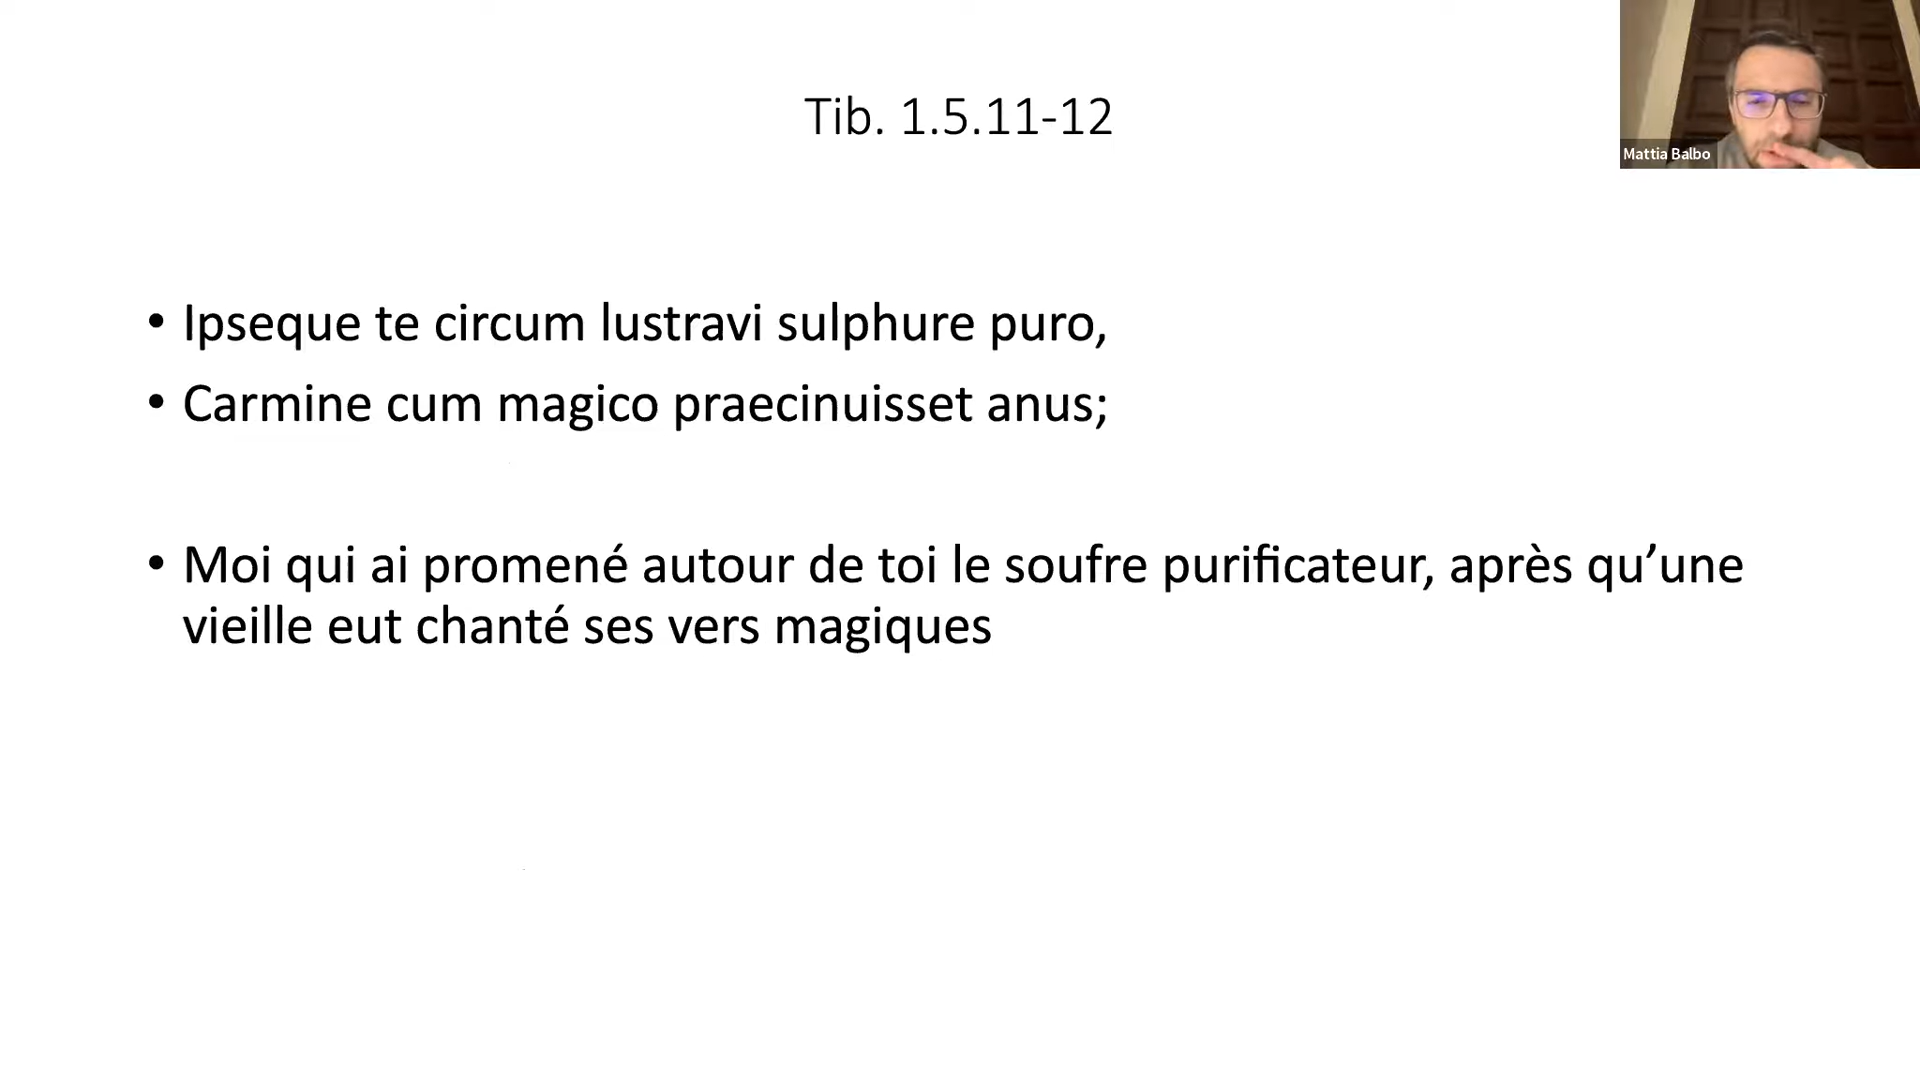 Tib. 1.5.11-12
Mattia Balbo
• Ipseque te circum lustravi sulphure puro,
• Carmine cum magico praecinuisset anus;
• Moi qui ai promené autour de toi le soufre purificateur, après qu’une
vieille eut chanté ses vers magiques